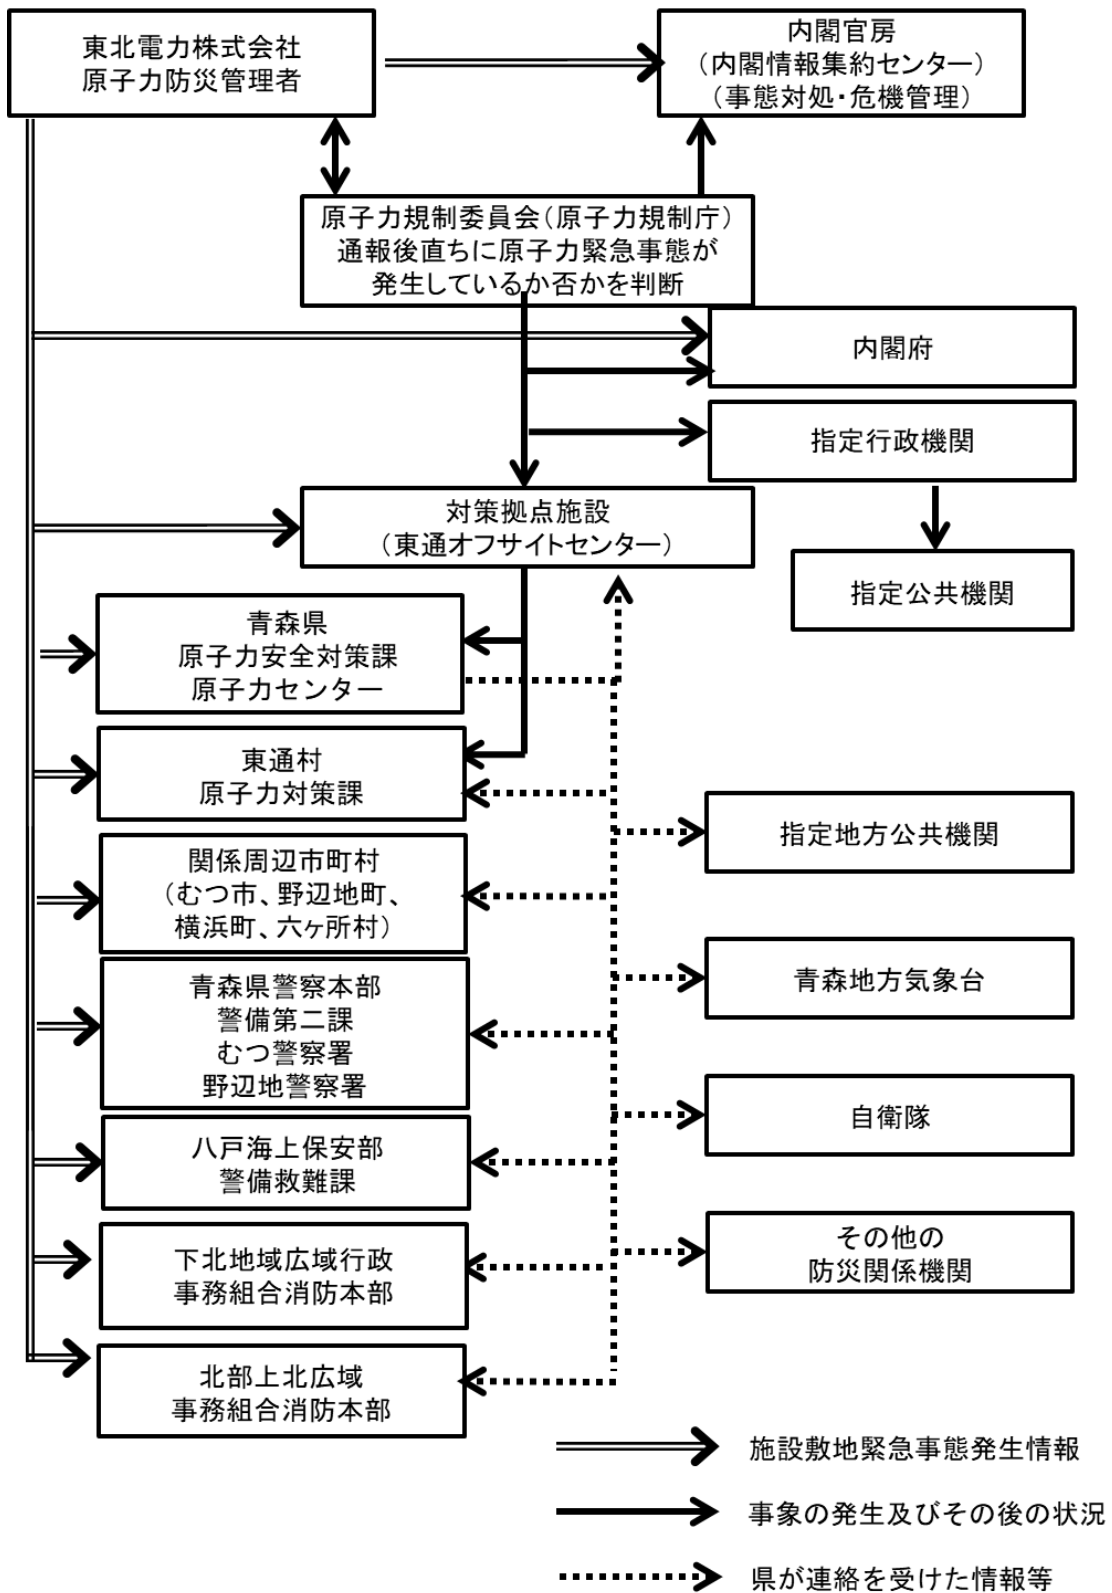 東北電力株式会社
原子力防災管理者
内閣官房
（内閣情報集約センター）
（事態対処・危機管理）
原子力規制委員会（原子力規制庁）
通報後直ちに原子力緊急事態が
発生しているか否かを判断
内閣府
指定行政機関
対策拠点施設
（東通オフサイトセンター）
指定公共機関
青森県
原子力安全対策課
原子力センター
東通村
原子力対策課
指定地方公共機関
関係周辺市町村
（むつ市、野辺地町、
横浜町、六ヶ所村）
青森地方気象台
青森県警察本部
警備第二課
むつ警察署
野辺地警察署
自衛隊
八戸海上保安部
警備救難課
その他の
防災関係機関
下北地域広域行政
事務組合消防本部
北部上北広域
事務組合消防本部
施設敷地緊急事態発生情報
事象の発生及びその後の状況
県が連絡を受けた情報等